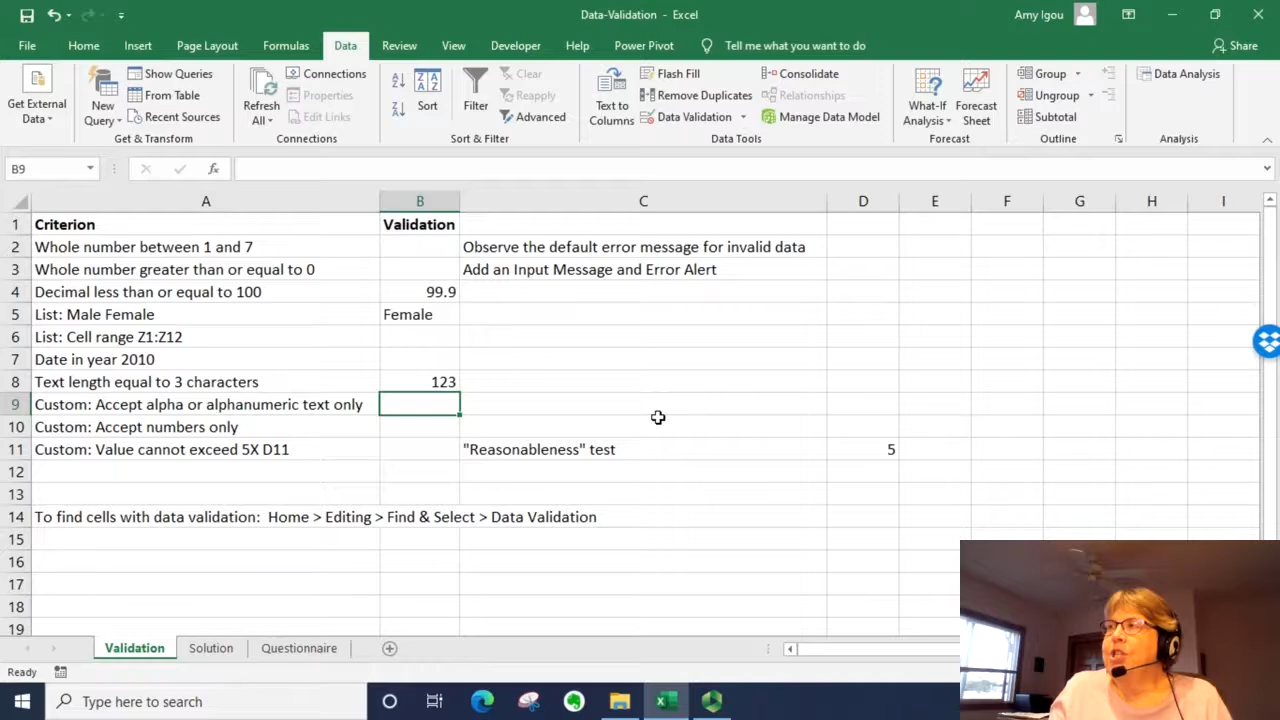 Data-Validation - Excel
Amy Igou
File Home Insert Page Layout Formulas Data Review View Developer Help Power Pivot Tell me what you want to do Share
Get External Data
New Query
Show Queries
From Table
Recent Sources
Get & Transform
Refresh All
Connections
Properties
Edit Links
Connections
Sort
Filter
Clear
Reapply
Advanced
Sort & Filter
Text to Columns
Flash Fill
Remove Duplicates
Data Validation
Consolidate
Relationships
Manage Data Model
Data Tools
What-If Analysis
Forecast Sheet
Forecast
Group
Ungroup
Subtotal
Outline
Data Analysis
Analysis
B9 fx
A B C D E F G H I
1 Criterion Validation
2 Whole number between 1 and 7 Observe the default error message for invalid data
3 Whole number greater than or equal to 0 Add an Input Message and Error Alert
4 Decimal less than or equal to 100 99.9
5 List: Male Female Female
6 List: Cell range Z1:Z12
7 Date in year 2010
8 Text length equal to 3 characters 123
9 Custom: Accept alpha or alphanumeric text only
10 Custom: Accept numbers only
11 Custom: Value cannot exceed 5X D11 "Reasonableness" test 5
12
13
14 To find cells with data validation: Home > Editing > Find & Select > Data Validation
15
16
17
18
19
Validation Solution Questionnaire
Ready
Type here to search